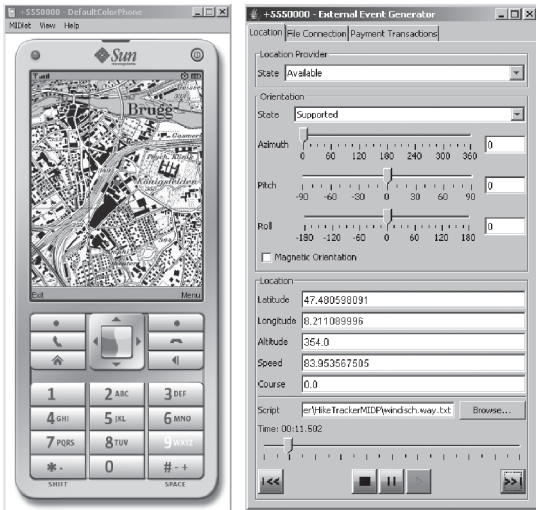 +5550000 - DefaultColorPhone
MIDlet View Help
Sun
Brugg
Königsfelden
Exit Menu
1 2 ABC 3 DEF
4 GHI 5 JKL 6 MNO
7 PQRS 8 TUV 9 WXYZ
* . 0 # - +
SHIFT SPACE
+5550000 - External Event Generator
Location File Connection Payment Transactions
Location Provider
State Available
Orientation
State Supported
Azimuth 0
0 60 120 180 240 300 360
Pitch 0
-90 -60 -30 0 30 60 90
Roll 0
-180 -120 -60 0 60 120 180
Magnetic Orientation
Location
Latitude 47.480598091
Longitude 8.211089996
Altitude 354.0
Speed 83.953567505
Course 0.0
Script er\HikeTrackerMIDP\windisch.way.txt Browse...
Time: 00:11.502